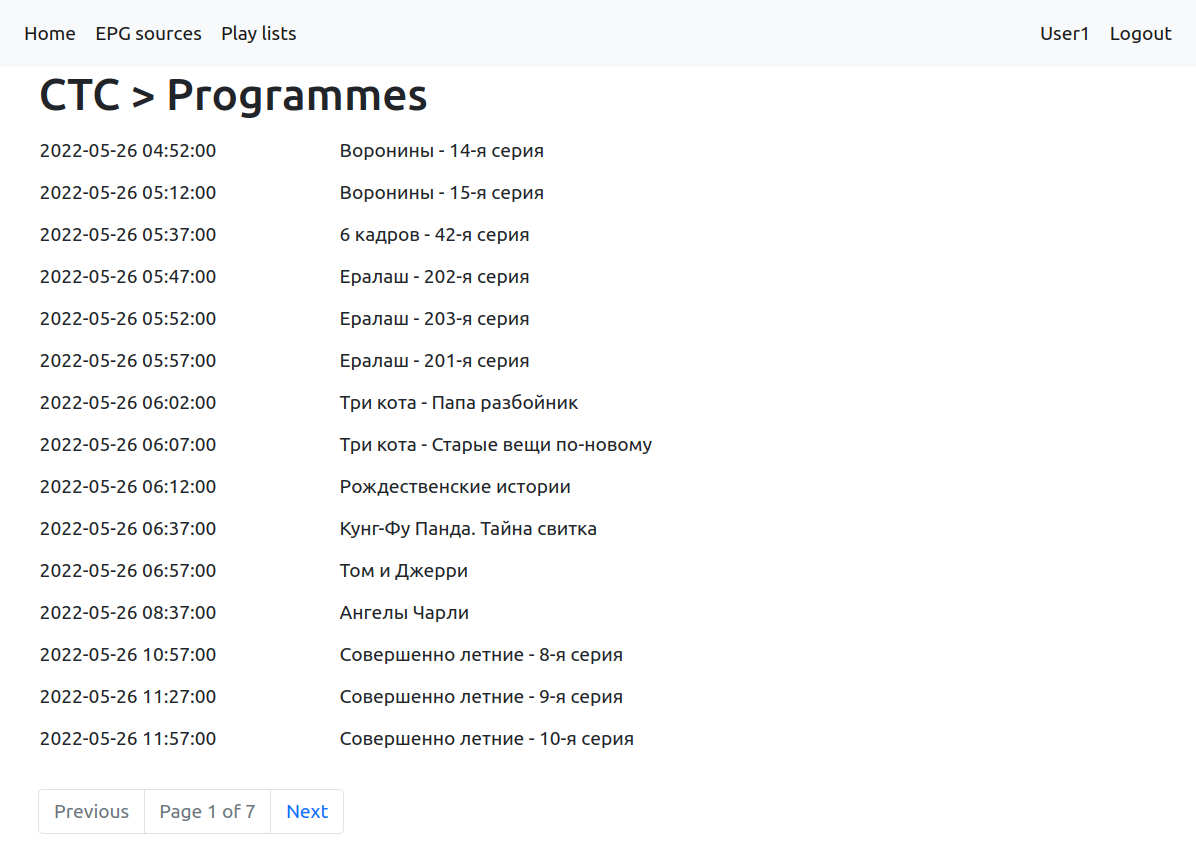 Home EPG sources Play lists User1 Logout
СТС > Programmes
2022-05-26 04:52:00 Воронины - 14-я серия
2022-05-26 05:12:00 Воронины - 15-я серия
2022-05-26 05:37:00 6 кадров - 42-я серия
2022-05-26 05:47:00 Ералаш - 202-я серия
2022-05-26 05:52:00 Ералаш - 203-я серия
2022-05-26 05:57:00 Ералаш - 201-я серия
2022-05-26 06:02:00 Три кота - Папа разбойник
2022-05-26 06:07:00 Три кота - Старые вещи по-новому
2022-05-26 06:12:00 Рождественские истории
2022-05-26 06:37:00 Кунг-Фу Панда. Тайна свитка
2022-05-26 06:57:00 Том и Джерри
2022-05-26 08:37:00 Ангелы Чарли
2022-05-26 10:57:00 Совершенно летние - 8-я серия
2022-05-26 11:27:00 Совершенно летние - 9-я серия
2022-05-26 11:57:00 Совершенно летние - 10-я серия
Previous Page 1 of 7 Next